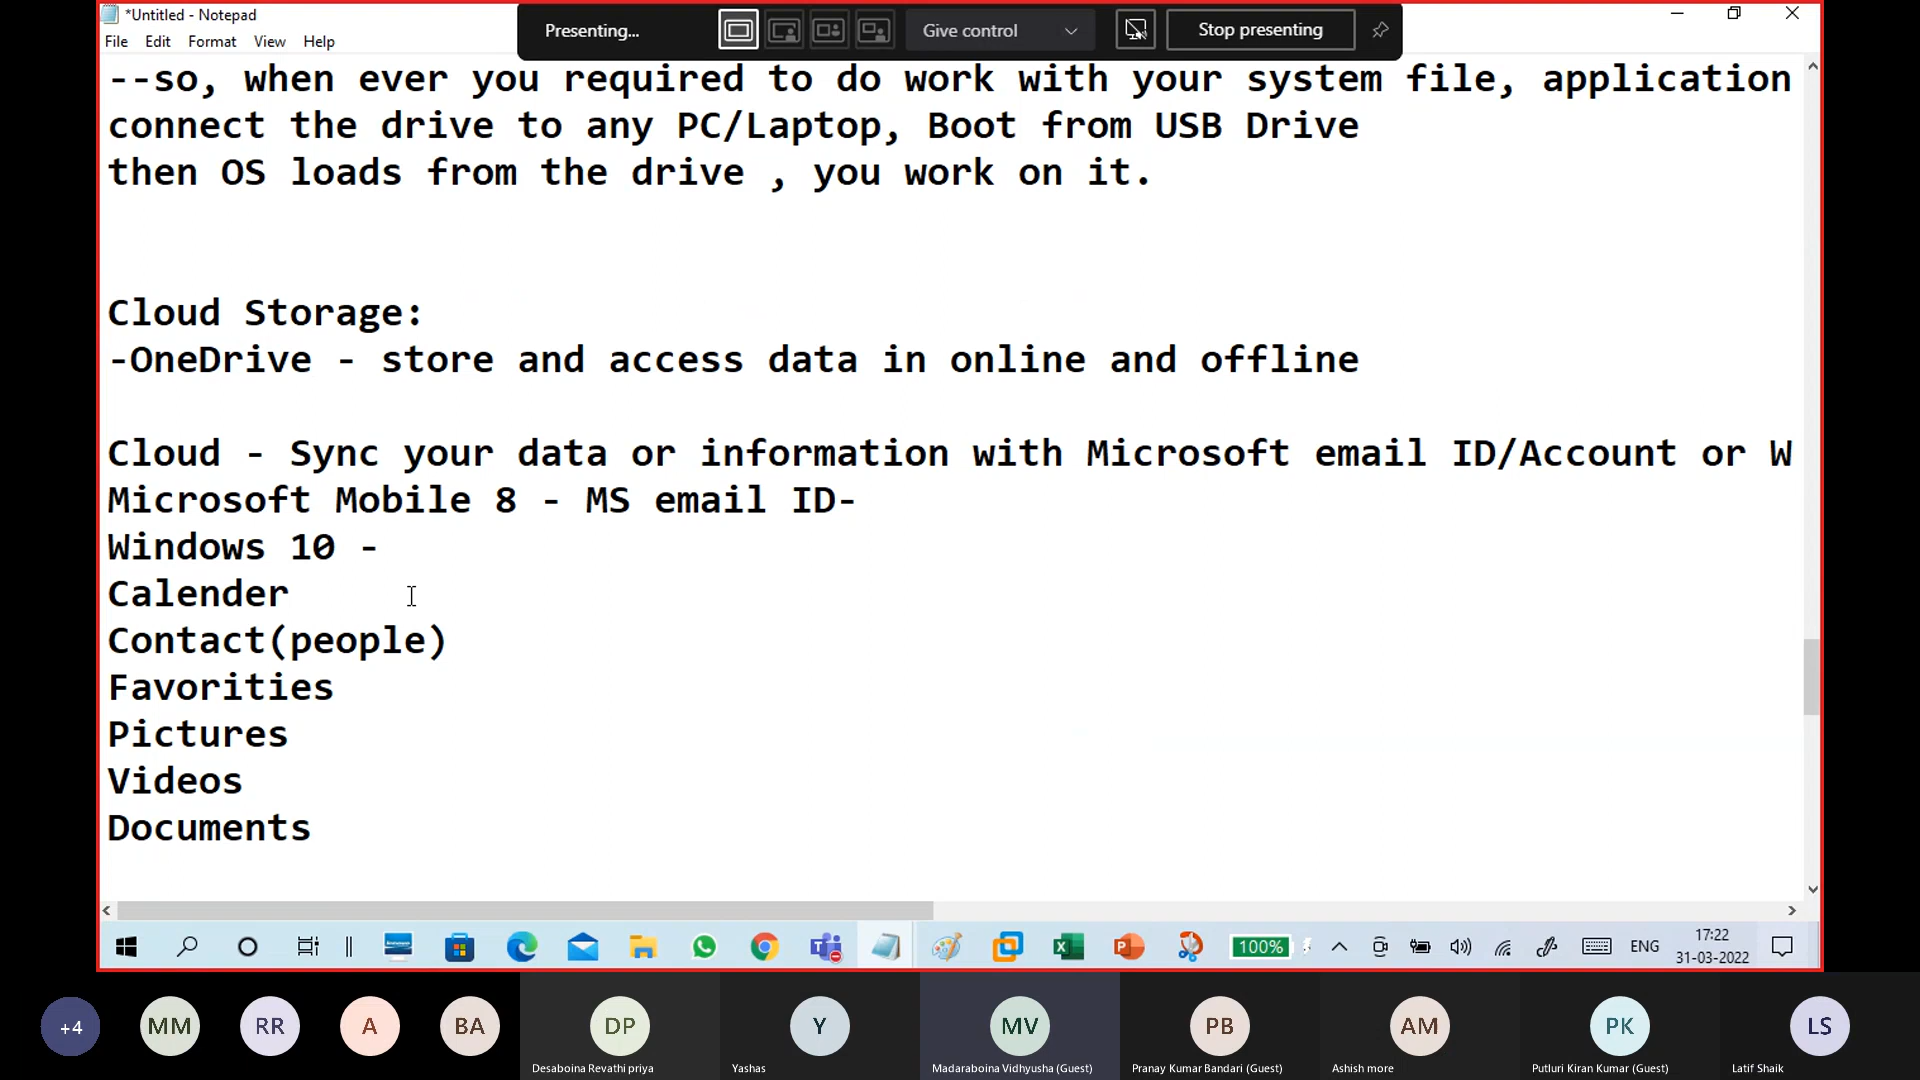 *Untitled - Notepad
File Edit Format View Help
Presenting...
Give control
Stop presenting
--so, when ever you required to do work with your system file, application
connect the drive to any PC/Laptop, Boot from USB Drive
then OS loads from the drive , you work on it.
Cloud Storage:
-OneDrive - store and access data in online and offline
Cloud - Sync your data or information with Microsoft email ID/Account or W
Microsoft Mobile 8 - MS email ID-
Windows 10 -
Calender
Contact(people)
Favorities
Pictures
Videos
Documents
100%
ENG
17:22
31-03-2022
+4 MM RR A BA DP Y MV PB AM PK LS
Desaboina Revathi priya Yashas Madaraboina Vidhyusha (Guest) Pranay Kumar Bandari (Guest) Ashish more Putluri Kiran Kumar (Guest) Latif Shaik